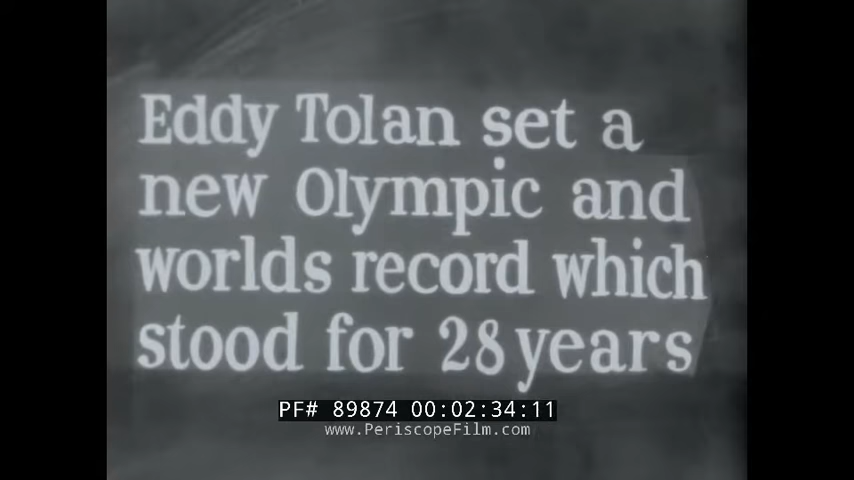 Eddy Tolan set a
new Olympic and
worlds record which
stood for 28 years
PF# 89874 00:02:34:11
www.PeriscopeFilm.com